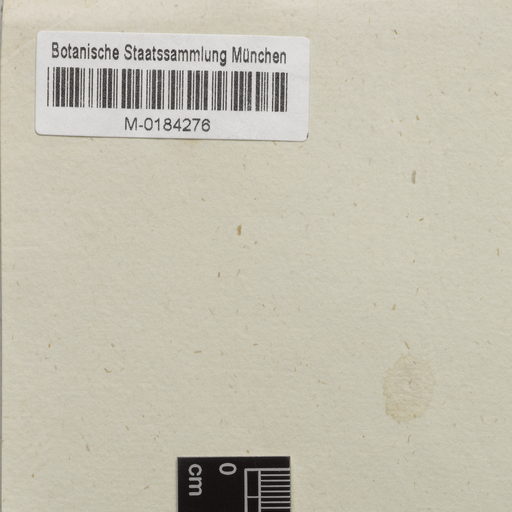 Botanische Staatssammlung München
M-0184276
0
cm